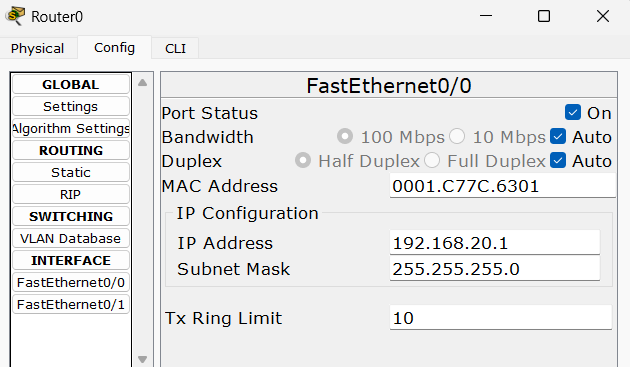 Router0
Physical Config CLI
GLOBAL
Settings
Algorithm Settings
ROUTING
Static
RIP
SWITCHING
VLAN Database
INTERFACE
FastEthernet0/0
FastEthernet0/1
FastEthernet0/0
Port Status On
Bandwidth 100 Mbps 10 Mbps Auto
Duplex Half Duplex Full Duplex Auto
MAC Address 0001.C77C.6301
IP Configuration
IP Address 192.168.20.1
Subnet Mask 255.255.255.0
Tx Ring Limit 10